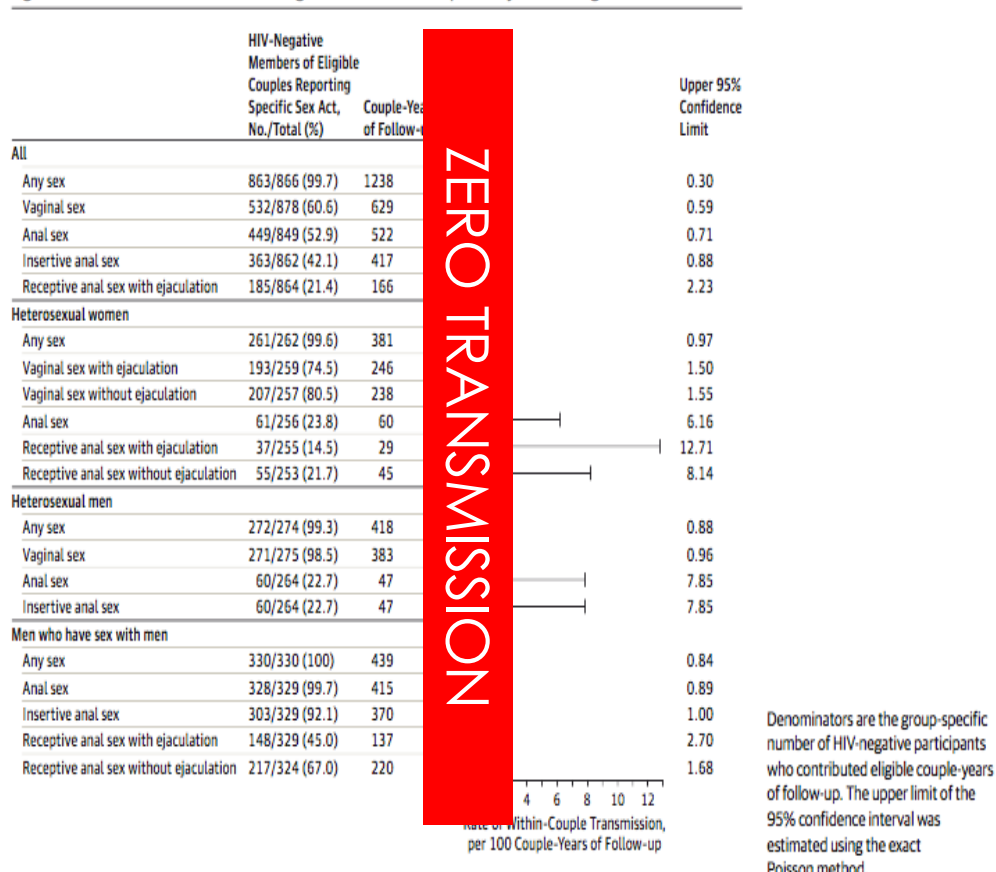 HIV-Negative
Members of Eligible
Couples Reporting
Specific Sex Act,
No./Total (%)
Couple-Yea
of Follow-
Upper 95%
Confidence
Limit
All
Any sex 863/866 (99.7) 1238 0.30
Vaginal sex 532/878 (60.6) 629 0.59
Anal sex 449/849 (52.9) 522 0.71
Insertive anal sex 363/862 (42.1) 417 0.88
Receptive anal sex with ejaculation 185/864 (21.4) 166 2.23
Heterosexual women
Any sex 261/262 (99.6) 381 0.97
Vaginal sex with ejaculation 193/259 (74.5) 246 1.50
Vaginal sex without ejaculation 207/257 (80.5) 238 1.55
Anal sex 61/256 (23.8) 60 6.16
Receptive anal sex with ejaculation 37/255 (14.5) 29 12.71
Receptive anal sex without ejaculation 55/253 (21.7) 45 8.14
Heterosexual men
Any sex 272/274 (99.3) 418 0.88
Vaginal sex 271/275 (98.5) 383 0.96
Anal sex 60/264 (22.7) 47 7.85
Insertive anal sex 60/264 (22.7) 47 7.85
Men who have sex with men
Any sex 330/330 (100) 439 0.84
Anal sex 328/329 (99.7) 415 0.89
Insertive anal sex 303/329 (92.1) 370 1.00
Receptive anal sex with ejaculation 148/329 (45.0) 137 2.70
Receptive anal sex without ejaculation 217/324 (67.0) 220 1.68
ZERO TRANSMISSION
4 6 8 10 12
Rate of Within-Couple Transmission,
per 100 Couple-Years of Follow-up
Denominators are the group-specific
number of HIV-negative participants
who contributed eligible couple-years
of follow-up. The upper limit of the
95% confidence interval was
estimated using the exact
Poisson method